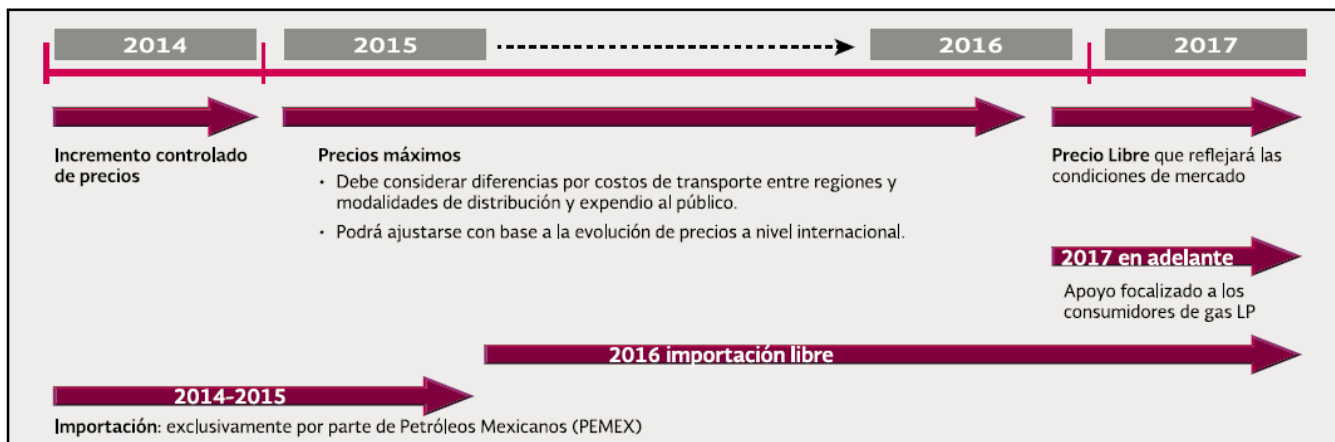 2014
2015
2016
2017
Incremento controlado
de precios
Precios máximos
• Debe considerar diferencias por costos de transporte entre regiones y
modalidades de distribución y expendio al público.
• Podrá ajustarse con base a la evolución de precios a nivel internacional.
Precio Libre que reflejará las
condiciones de mercado
2017 en adelante
Apoyo focalizado a los
consumidores de gas LP
2016 importación libre
2014-2015
Importación: exclusivamente por parte de Petróleos Mexicanos (PEMEX)